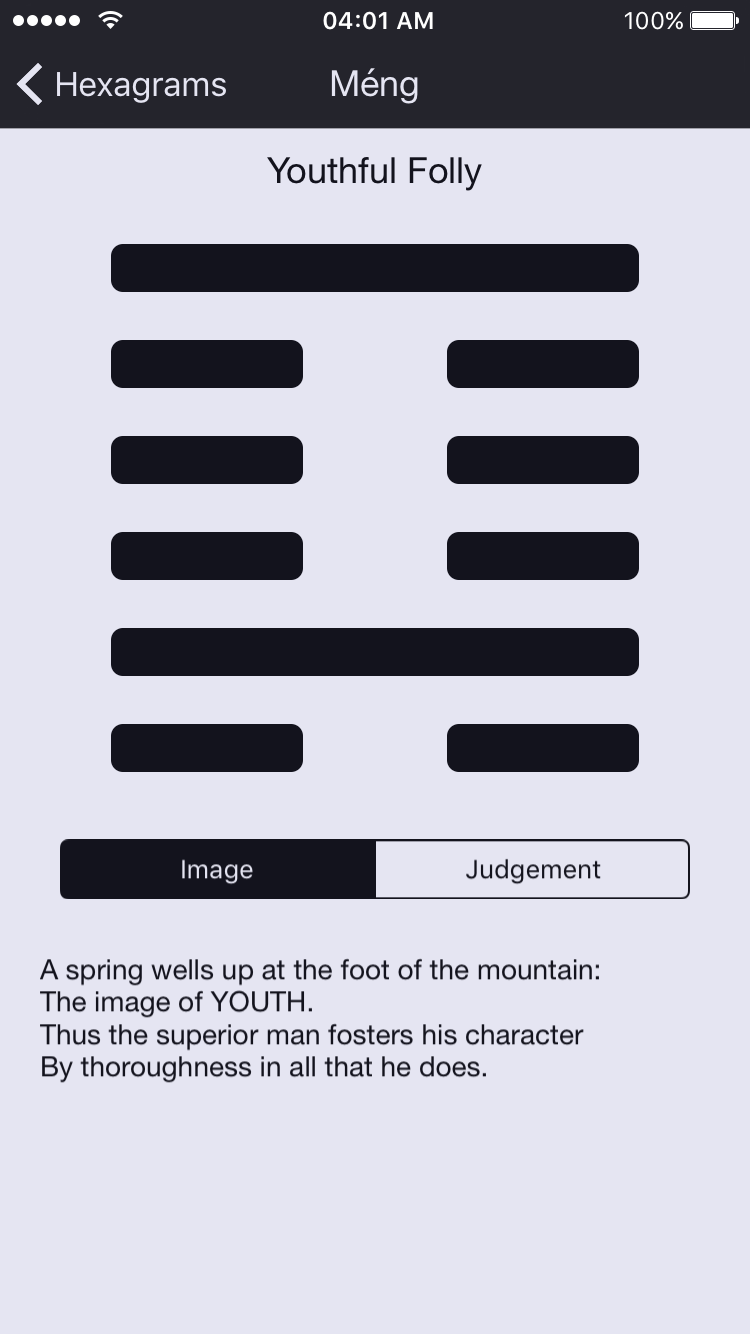 04:01 AM 100%
Hexagrams Méng
Youthful Folly
Image Judgement
A spring wells up at the foot of the mountain:
The image of YOUTH.
Thus the superior man fosters his character
By thoroughness in all that he does.